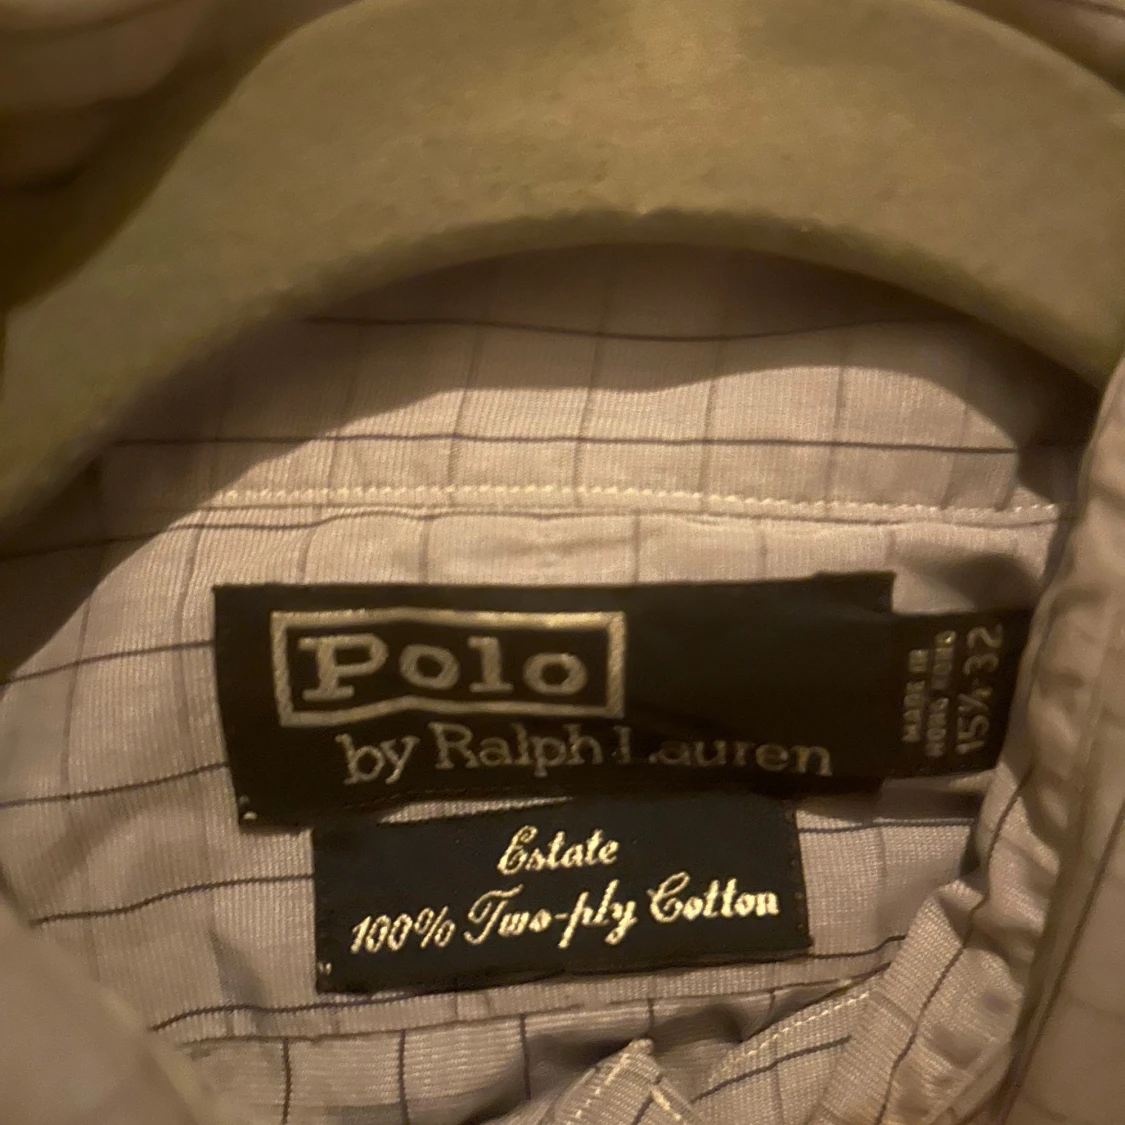 Polo
by Ralph Lauren
MADE IN
HONG KONG
15½-32
Estate
100% Two-ply Cotton